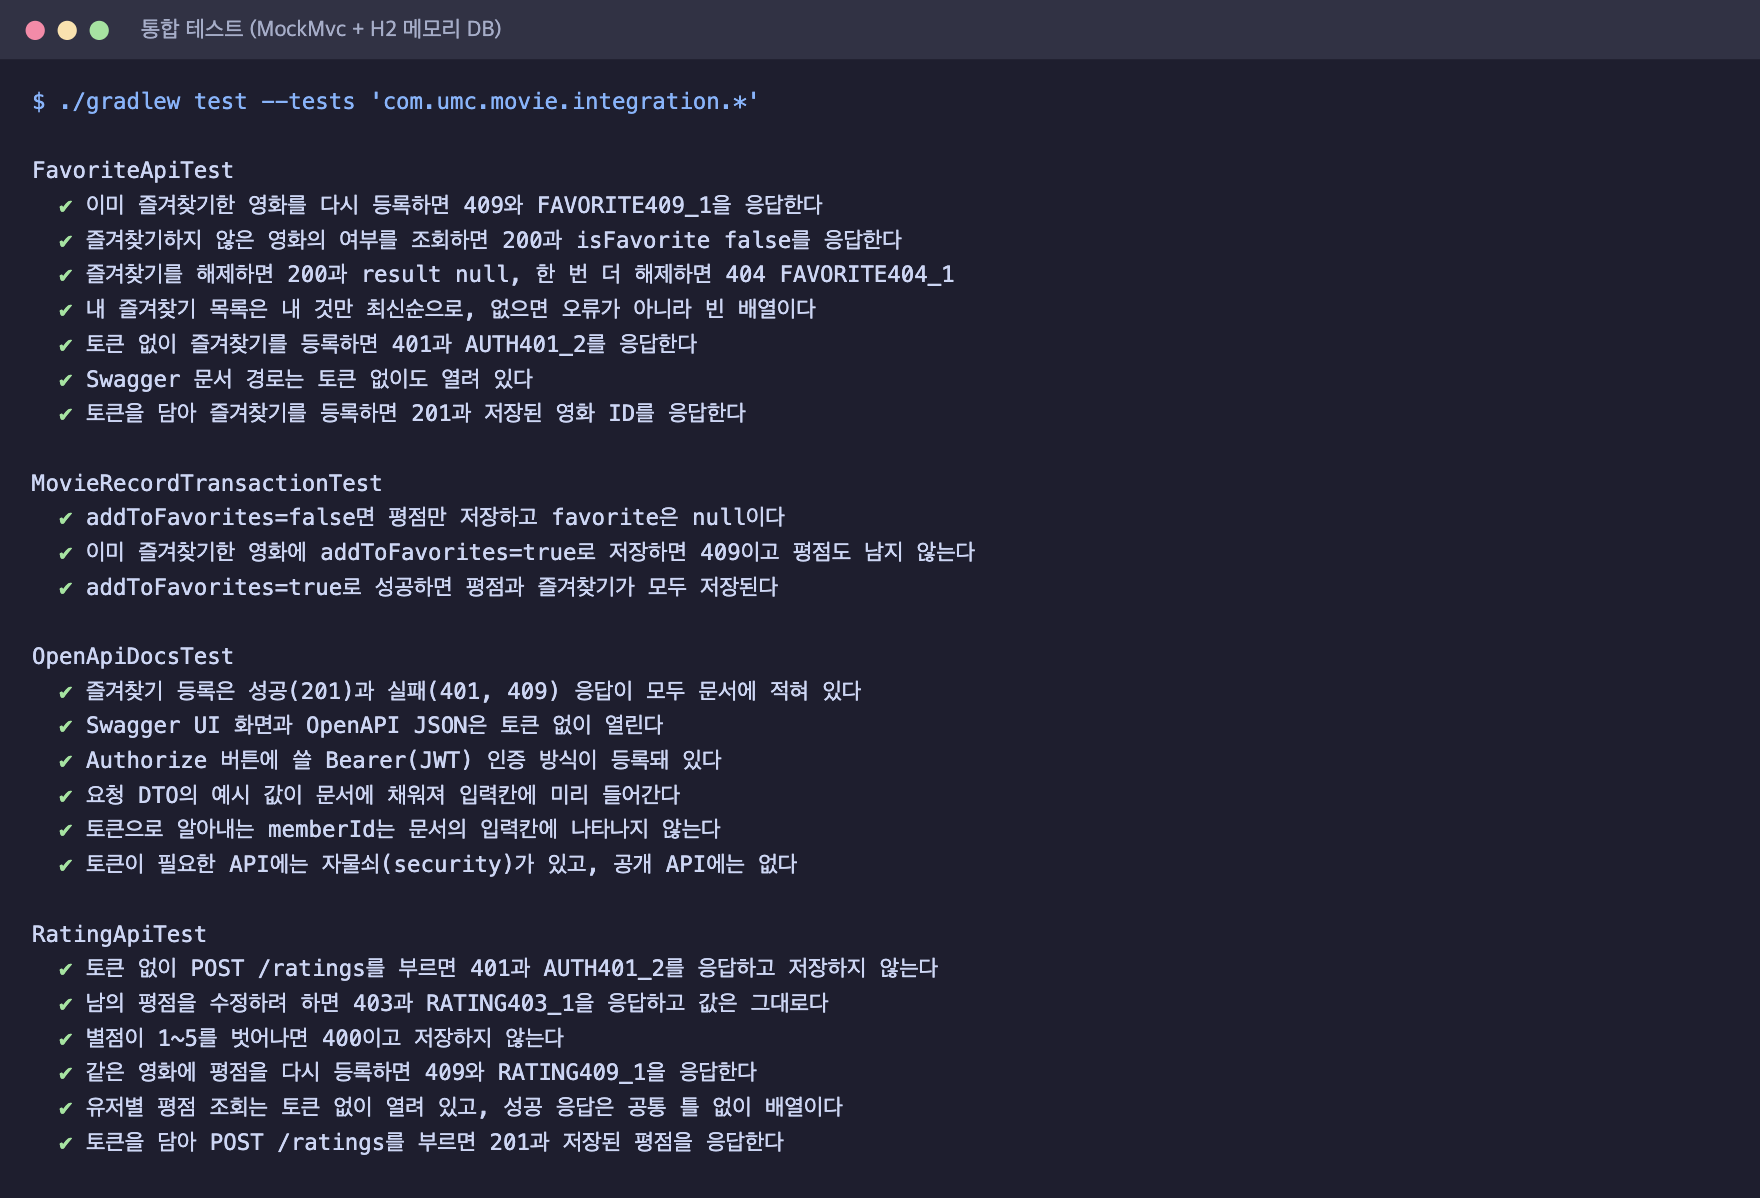 통합 테스트 (MockMvc + H2 메모리 DB)
$ ./gradlew test --tests 'com.umc.movie.integration.*'
FavoriteApiTest
✔ 이미 즐겨찾기한 영화를 다시 등록하면 409와 FAVORITE409_1을 응답한다
✔ 즐겨찾기하지 않은 영화의 여부를 조회하면 200과 isFavorite false를 응답한다
✔ 즐겨찾기를 해제하면 200과 result null, 한 번 더 해제하면 404 FAVORITE404_1
✔ 내 즐겨찾기 목록은 내 것만 최신순으로, 없으면 오류가 아니라 빈 배열이다
✔ 토큰 없이 즐겨찾기를 등록하면 401과 AUTH401_2를 응답한다
✔ Swagger 문서 경로는 토큰 없이도 열려 있다
✔ 토큰을 담아 즐겨찾기를 등록하면 201과 저장된 영화 ID를 응답한다
MovieRecordTransactionTest
✔ addToFavorites=false면 평점만 저장하고 favorite은 null이다
✔ 이미 즐겨찾기한 영화에 addToFavorites=true로 저장하면 409이고 평점도 남지 않는다
✔ addToFavorites=true로 성공하면 평점과 즐겨찾기가 모두 저장된다
OpenApiDocsTest
✔ 즐겨찾기 등록은 성공(201)과 실패(401, 409) 응답이 모두 문서에 적혀 있다
✔ Swagger UI 화면과 OpenAPI JSON은 토큰 없이 열린다
✔ Authorize 버튼에 쓸 Bearer(JWT) 인증 방식이 등록돼 있다
✔ 요청 DTO의 예시 값이 문서에 채워져 입력칸에 미리 들어간다
✔ 토큰으로 알아내는 memberId는 문서의 입력칸에 나타나지 않는다
✔ 토큰이 필요한 API에는 자물쇠(security)가 있고, 공개 API에는 없다
RatingApiTest
✔ 토큰 없이 POST /ratings를 부르면 401과 AUTH401_2를 응답하고 저장하지 않는다
✔ 남의 평점을 수정하려 하면 403과 RATING403_1을 응답하고 값은 그대로다
✔ 별점이 1~5를 벗어나면 400이고 저장하지 않는다
✔ 같은 영화에 평점을 다시 등록하면 409와 RATING409_1을 응답한다
✔ 유저별 평점 조회는 토큰 없이 열려 있고, 성공 응답은 공통 틀 없이 배열이다
✔ 토큰을 담아 POST /ratings를 부르면 201과 저장된 평점을 응답한다